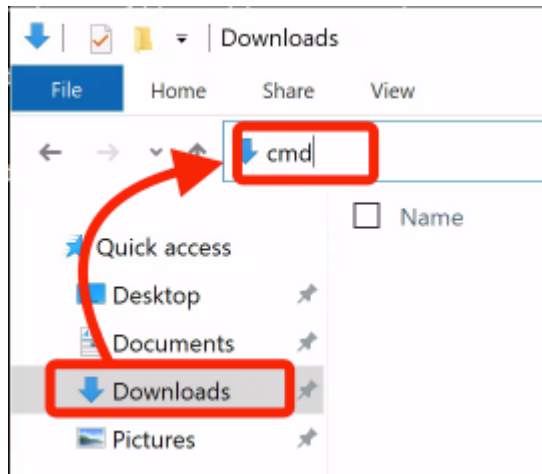 Downloads
File Home Share View
cmd
Name
Quick access
Desktop
Documents
Downloads
Pictures